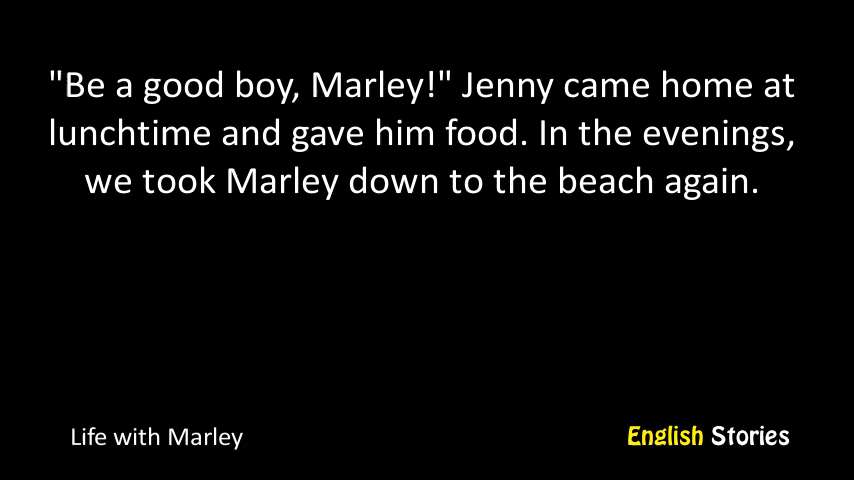 "Be a good boy, Marley!" Jenny came home at
lunchtime and gave him food. In the evenings,
we took Marley down to the beach again.
Life with Marley
English Stories